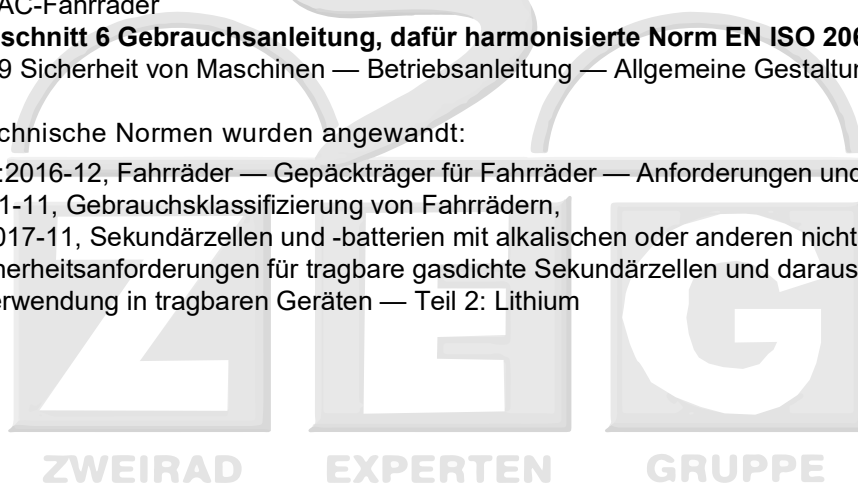 AC-Fahrräder
schnitt 6 Gebrauchsanleitung, dafür harmonisierte Norm EN ISO 206
9 Sicherheit von Maschinen — Betriebsanleitung — Allgemeine Gestaltun
chnische Normen wurden angewandt:
:2016-12, Fahrräder — Gepäckträger für Fahrräder — Anforderungen und
1-11, Gebrauchsklassifizierung von Fahrrädern,
017-11, Sekundärzellen und -batterien mit alkalischen oder anderen nicht
herheitsanforderungen für tragbare gasdichte Sekundärzellen und daraus
erwendung in tragbaren Geräten — Teil 2: Lithium
ZEG
ZWEIRAD EXPERTEN GRUPPE